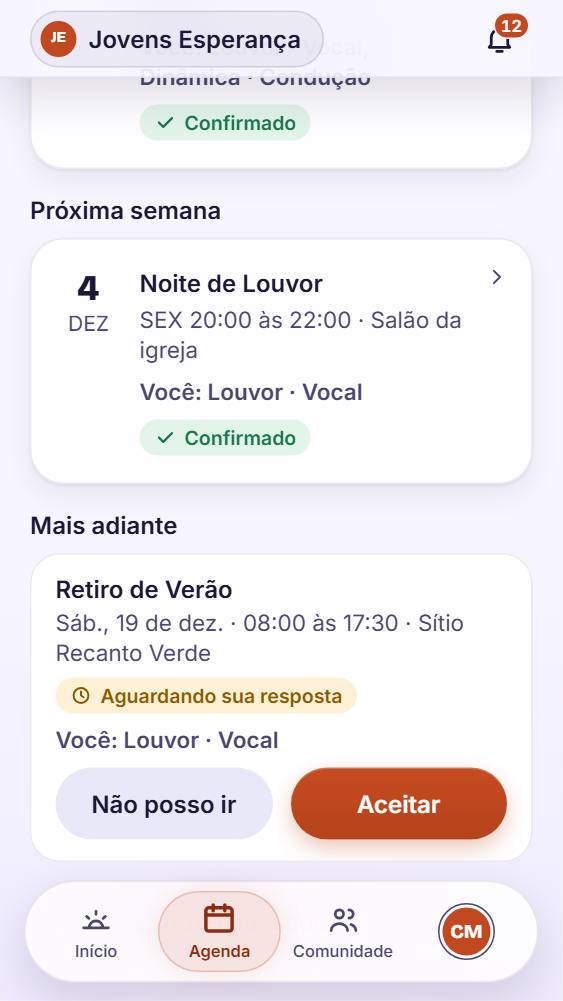 JE Jovens Esperança
12
Dinâmica · Condução
Confirmado
Próxima semana
4
DEZ
Noite de Louvor
SEX 20:00 às 22:00 · Salão da
igreja
Você: Louvor · Vocal
Confirmado
Mais adiante
Retiro de Verão
Sáb., 19 de dez. · 08:00 às 17:30 · Sítio
Recanto Verde
Aguardando sua resposta
Você: Louvor · Vocal
Não posso ir
Aceitar
Início
Agenda
Comunidade
CM